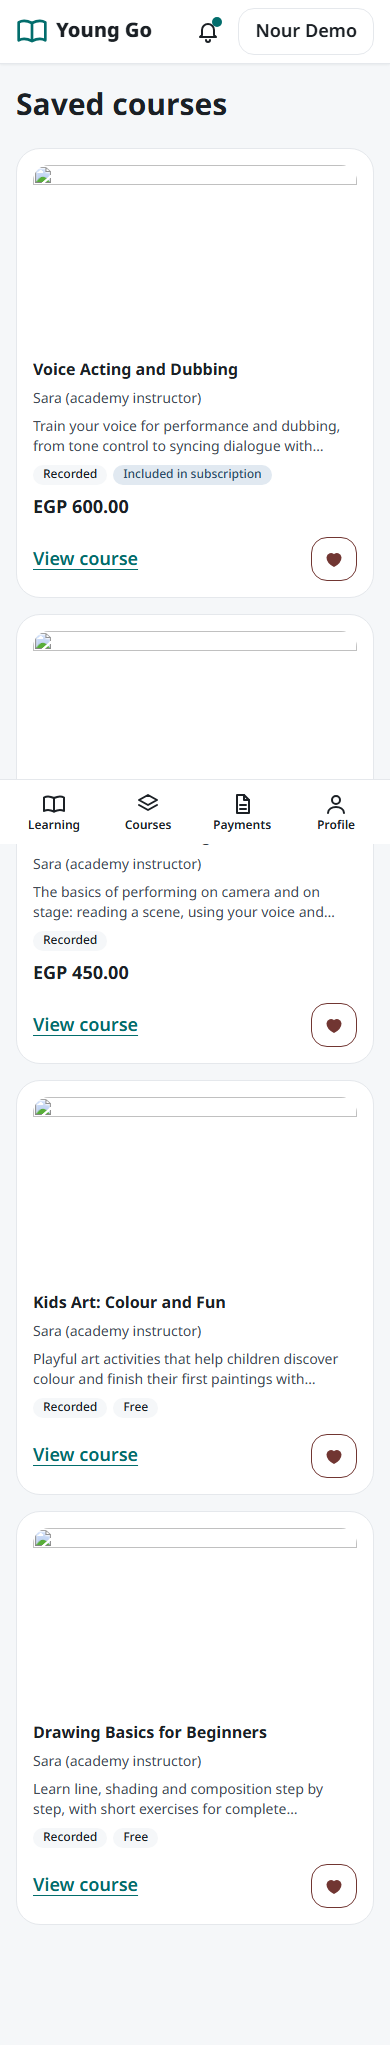 Young Go
Nour Demo
Saved courses
Voice Acting and Dubbing
Sara (academy instructor)
Train your voice for performance and dubbing,
from tone control to syncing dialogue with...
Recorded
Included in subscription
EGP 600.00
View course
Learning
Courses
Payments
Profile
Sara (academy instructor)
The basics of performing on camera and on
stage: reading a scene, using your voice and...
Recorded
EGP 450.00
View course
Kids Art: Colour and Fun
Sara (academy instructor)
Playful art activities that help children discover
colour and finish their first paintings with...
Recorded
Free
View course
Drawing Basics for Beginners
Sara (academy instructor)
Learn line, shading and composition step by
step, with short exercises for complete...
Recorded
Free
View course